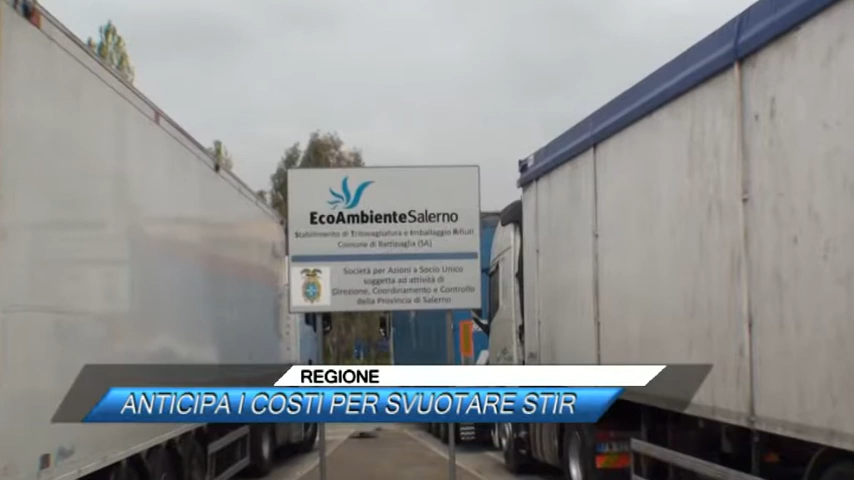 EcoAmbienteSalerno
Stabilimento di Tritovagliatura e Imballaggio Rifiuti
Comune di Battipaglia (SA)
Società per Azioni a Socio Unico
soggetta ad attività di
Direzione, Coordinamento e Controllo
della Provincia di Salerno
REGIONE
ANTICIPA I COSTI PER SVUOTARE STIR